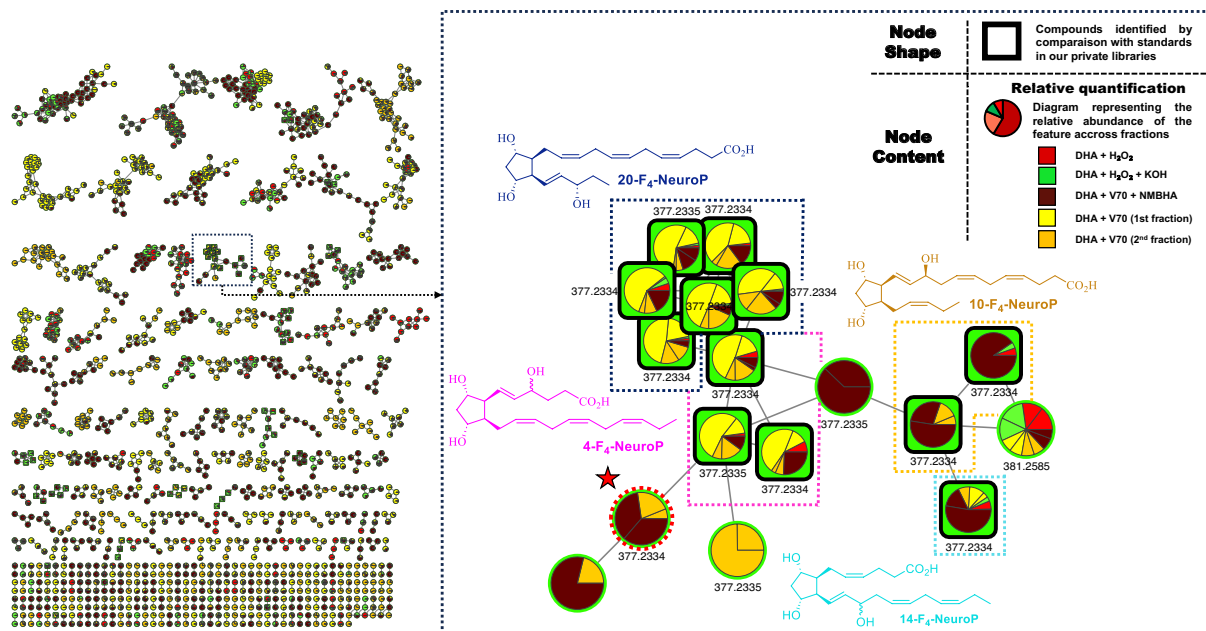 Node
Shape
Compounds identified by
comparaison with standards
in our private libraries
Node
Content
Relative quantification
Diagram representing the
relative abundance of the
feature accross fractions
DHA + H₂O₂
DHA + H₂O₂ + KOH
DHA + V70 + NMBHA
DHA + V70 (1st fraction)
DHA + V70 (2nd fraction)
HO
CO₂H
HO
OH
20-F₄-NeuroP
377.2335
377.2334
377.2334
377.2334
377.2334
377.2334
377.2334
HO
OH
CO₂H
HO
10-F₄-NeuroP
OH
HO
CO₂H
HO
4-F₄-NeuroP
377.2335
377.2334
377.2335
377.2334
377.2334
381.2585
377.2334
377.2334
377.2335
HO
CO₂H
HO
OH
14-F₄-NeuroP